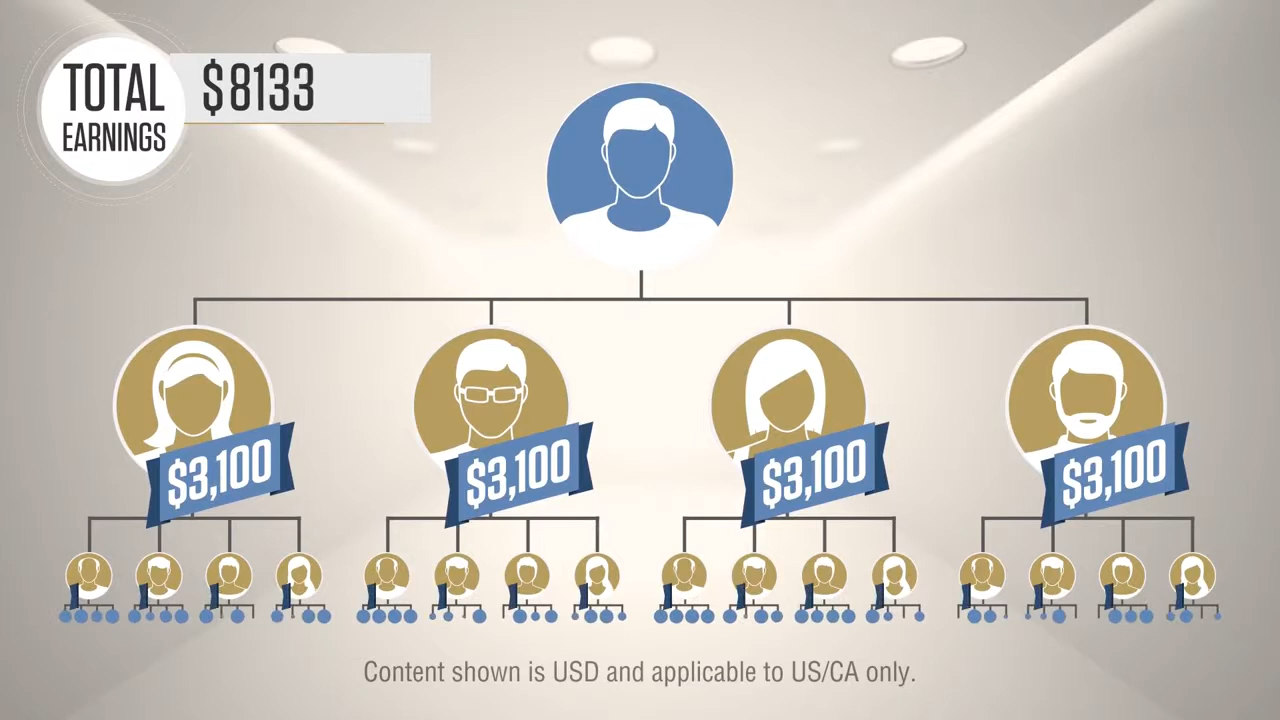 TOTAL
EARNINGS
$8133
$3,100
$3,100
$3,100
$3,100
Content shown is USD and applicable to US/CA only.